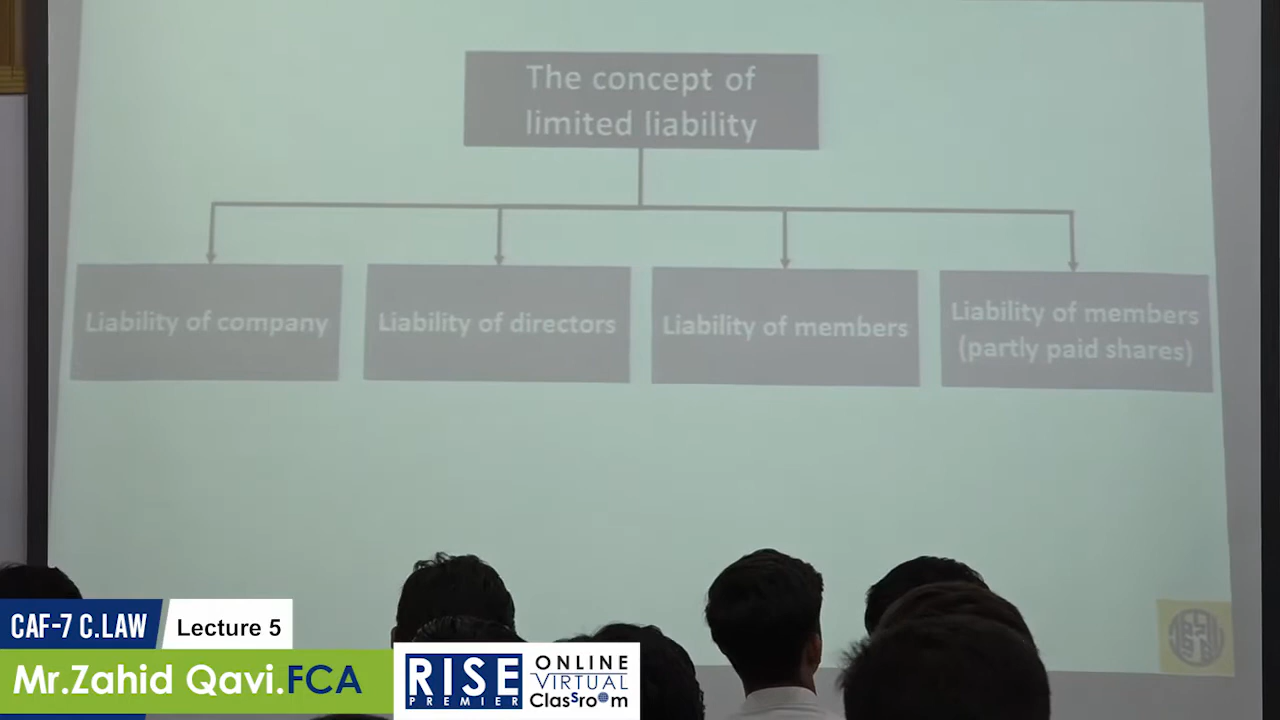 The concept of
limited liability
Liability of company
Liability of directors
Liability of members
Liability of members
(partly paid shares)
CAF-7 C.LAW
Lecture 5
Mr.Zahid Qavi.FCA
RISE
PREMIER
ONLINE
VIRTUAL
Classroom